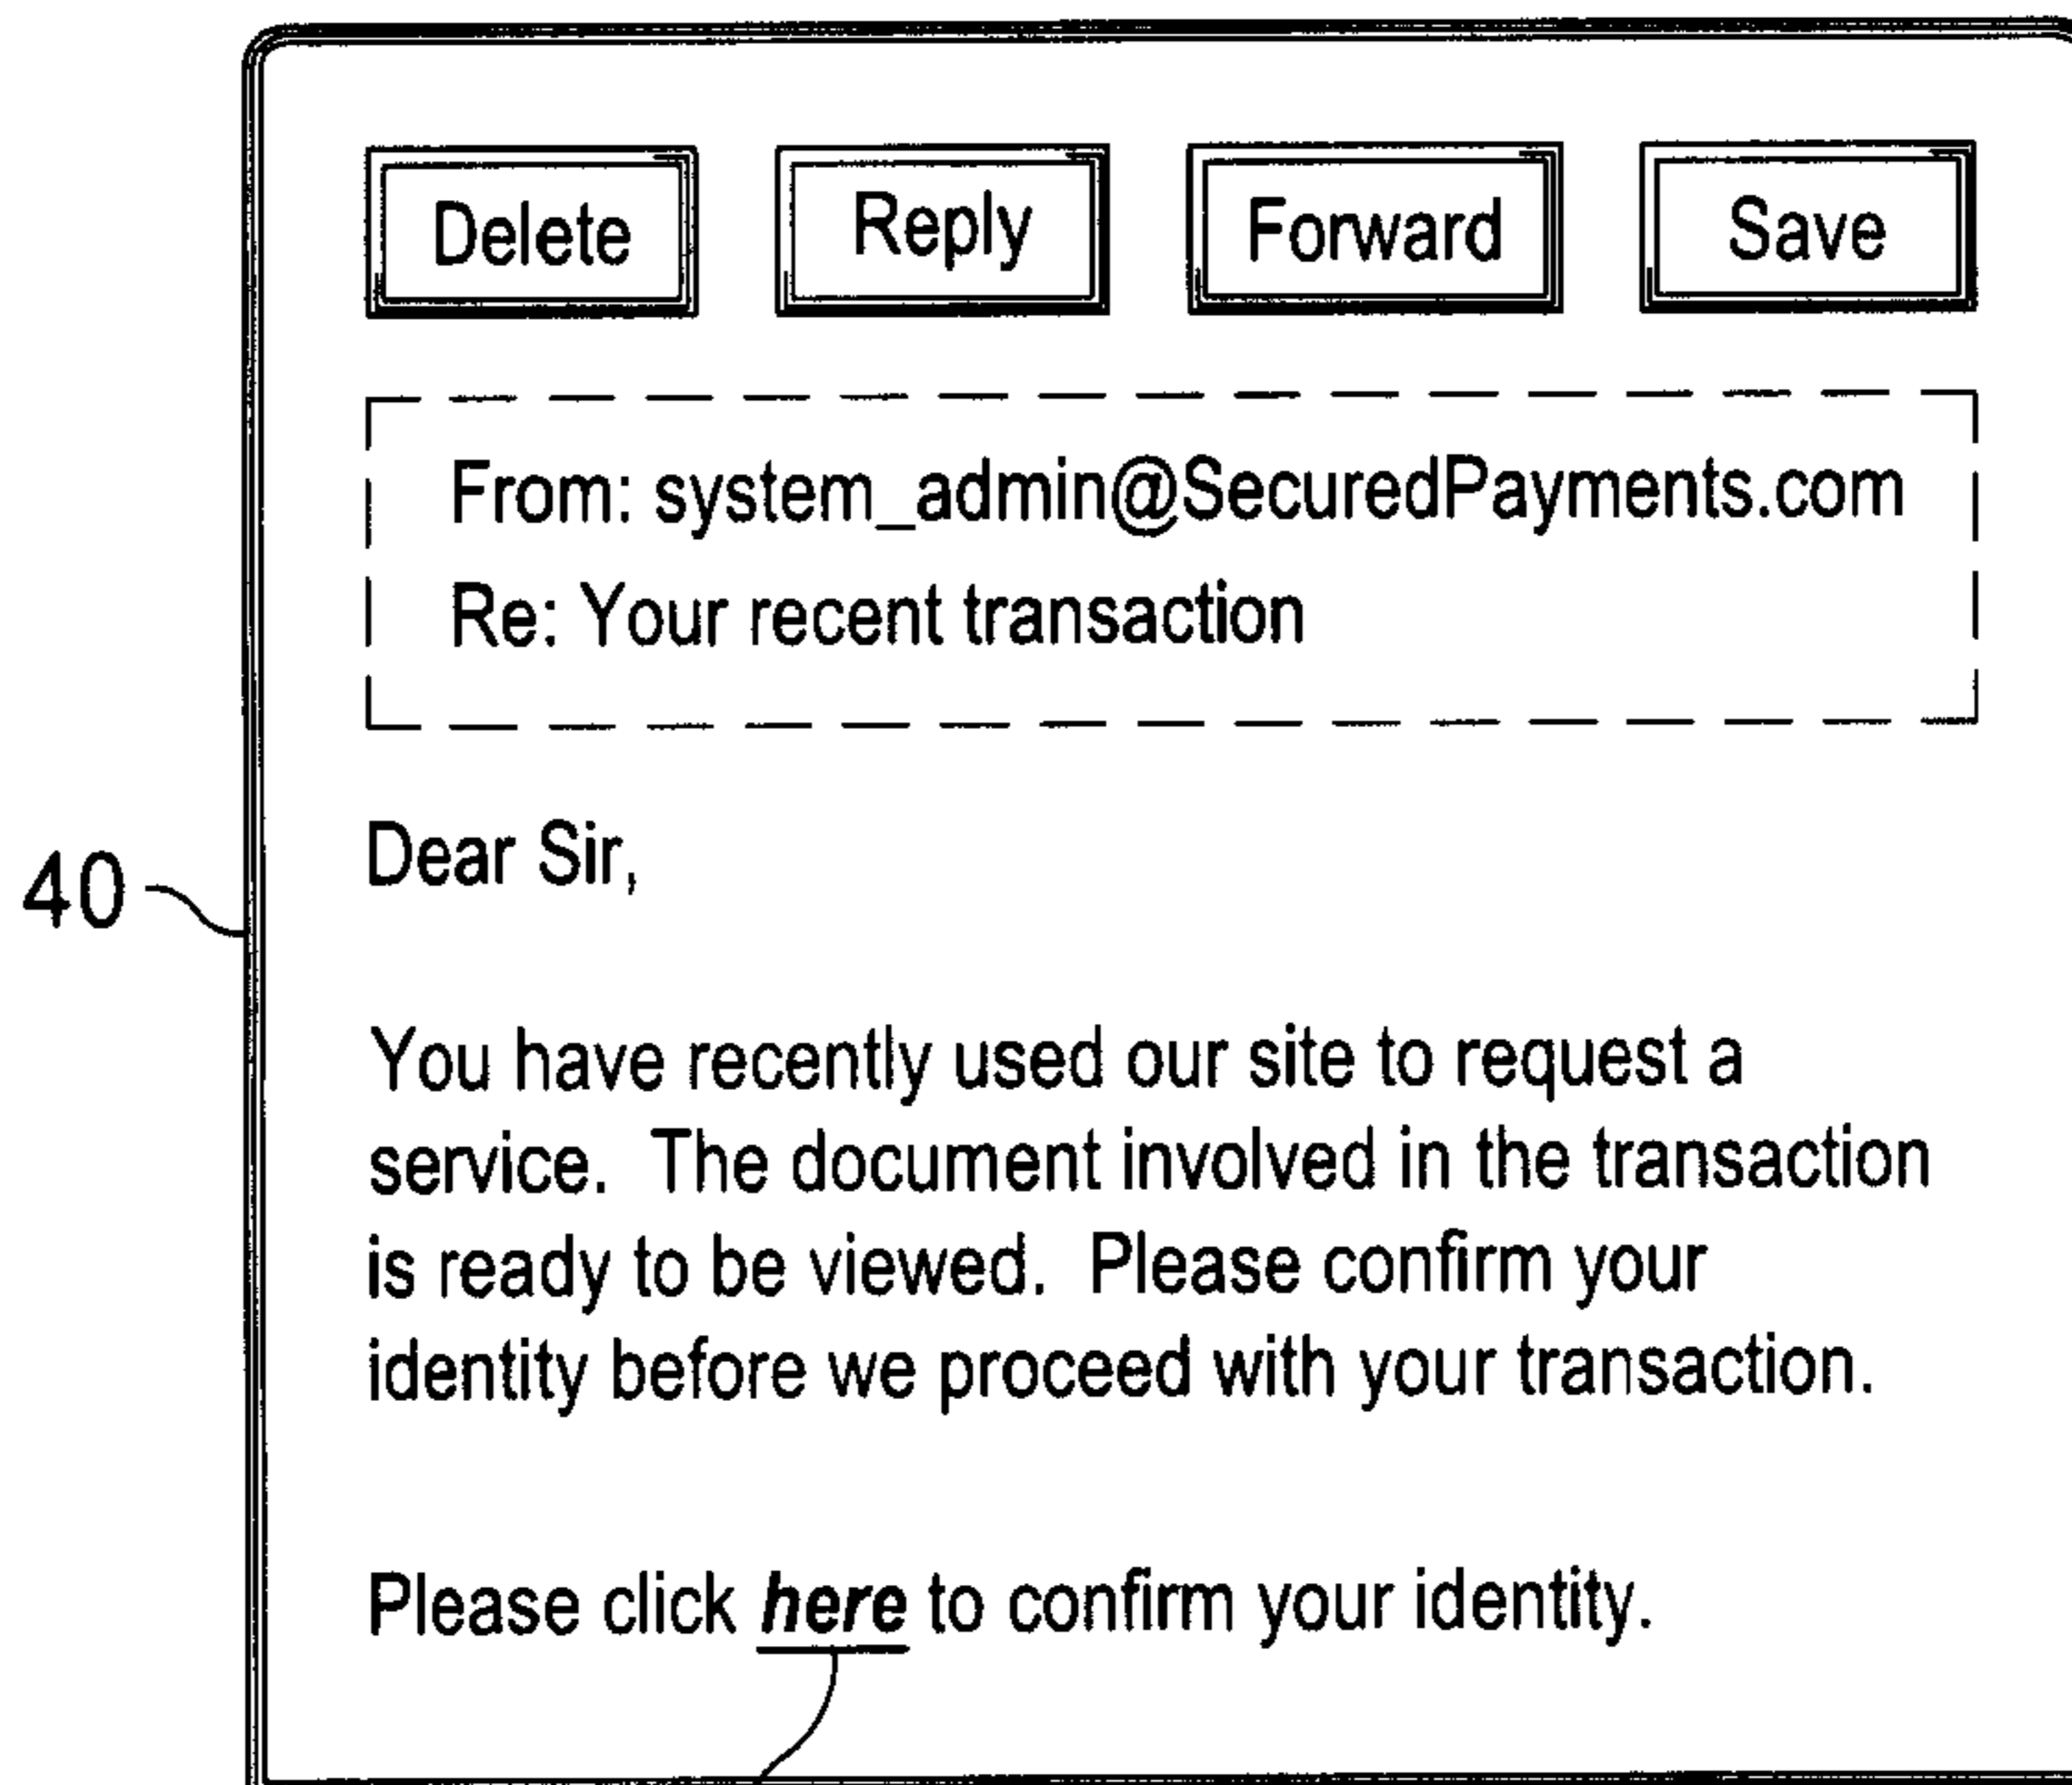 Delete Reply Forward Save
From: system_admin@SecuredPayments.com
Re: Your recent transaction
Dear Sir,
40
You have recently used our site to request a
service. The document involved in the transaction
is ready to be viewed. Please confirm your
identity before we proceed with your transaction.
Please click here to confirm your identity.